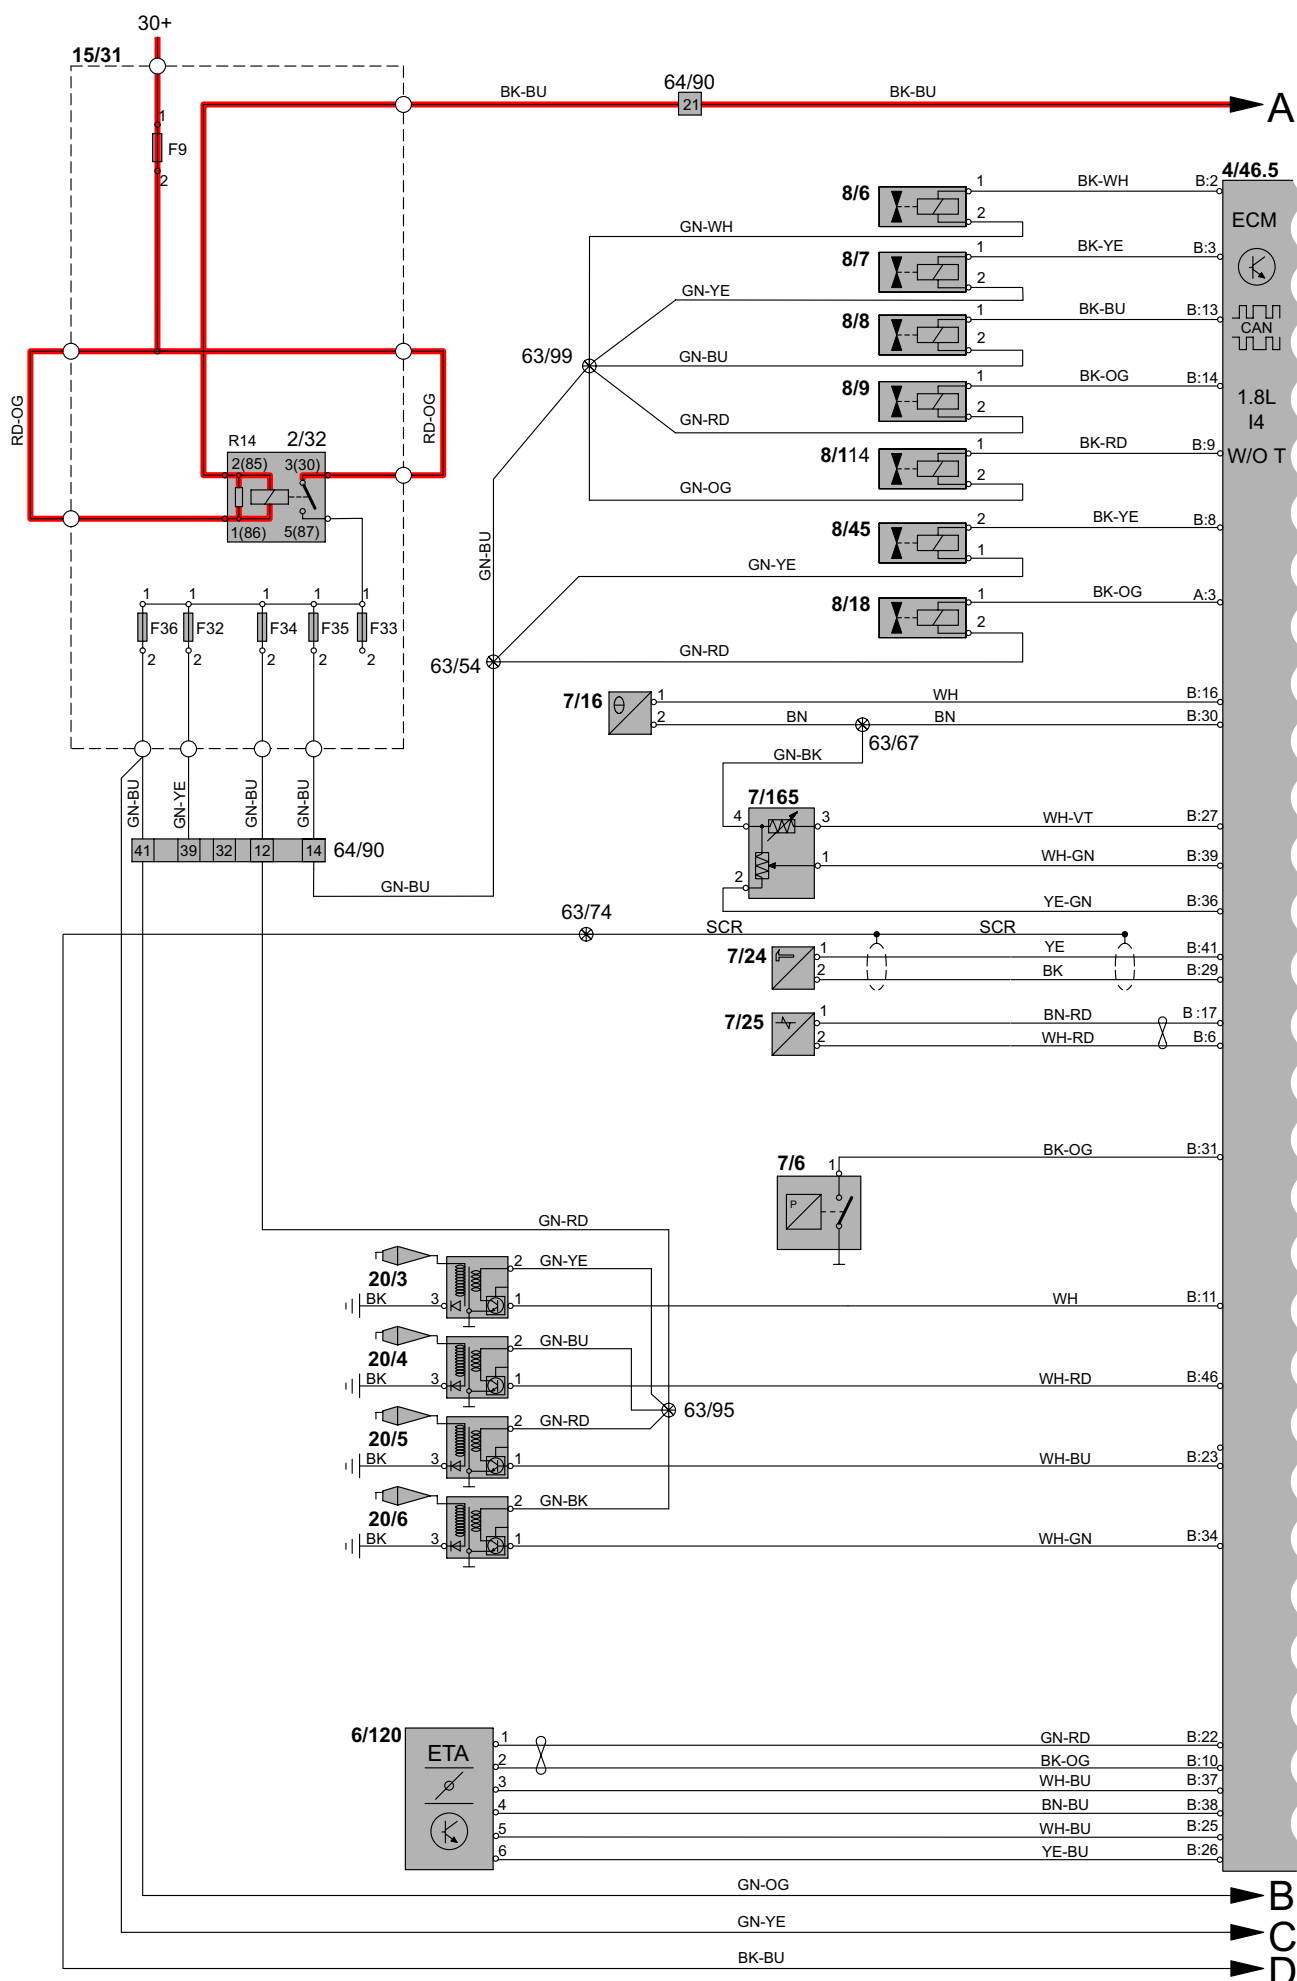 30+
15/31
64/90
BK-BU
21
BK-BU
A
1
F9
2
4/46.5
8/6
1
BK-WH
B:2
2
GN-WH
ECM
8/7
1
BK-YE
B:3
2
GN-YE
8/8
1
BK-BU
B:13
2
CAN
63/99
GN-BU
8/9
1
BK-OG
B:14
2
1.8L
I4
RD-OG
RD-OG
GN-RD
R14
2/32
8/114
1
BK-RD
B:9
W/O T
2(85)
3(30)
2
GN-OG
1(86)
5(87)
8/45
2
BK-YE
B:8
1
GN-BU
GN-YE
8/18
1
BK-OG
A:3
2
1
1
1
1
1
F36
F32
F34
F35
F33
2
2
2
2
2
63/54
GN-RD
7/16
1
WH
B:16
2
BN
BN
B:30
63/67
GN-BK
GN-BU
GN-YE
GN-BU
GN-BU
7/165
4
3
WH-VT
B:27
41
39
32
12
14
64/90
1
WH-GN
B:39
2
GN-BU
YE-GN
B:36
63/74
SCR
SCR
7/24
1
YE
B:41
2
BK
B:29
7/25
1
BN-RD
B :17
2
WH-RD
B:6
7/6
1
BK-OG
B:31
P
GN-RD
20/3
2
GN-YE
BK
3
1
WH
B:11
20/4
2
GN-BU
BK
3
1
WH-RD
B:46
63/95
20/5
2
GN-RD
BK
3
1
WH-BU
B:23
20/6
2
GN-BK
BK
3
1
WH-GN
B:34
6/120
ETA
1
GN-RD
B:22
2
BK-OG
B:10
3
WH-BU
B:37
4
BN-BU
B:38
5
WH-BU
B:25
6
YE-BU
B:26
GN-OG
B
GN-YE
C
BK-BU
D